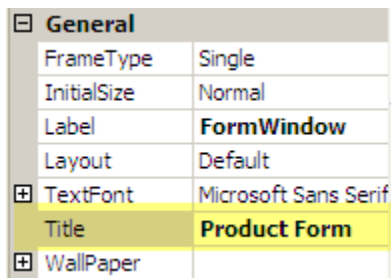 General
FrameType Single
InitialSize Normal
Label FormWindow
Layout Default
TextFont Microsoft Sans Serif
Title Product Form
WallPaper